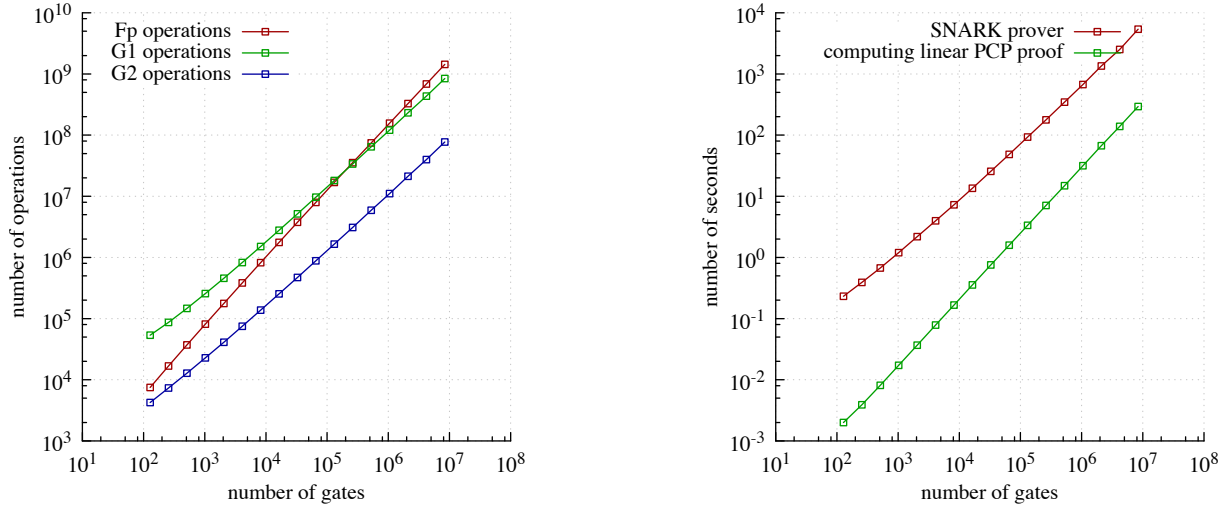 Fp operations
G1 operations
G2 operations
number of operations
10^10
10^9
10^8
10^7
10^6
10^5
10^4
10^3
10^1 10^2 10^3 10^4 10^5 10^6 10^7 10^8
number of gates
SNARK prover
computing linear PCP proof
number of seconds
10^4
10^3
10^2
10^1
10^0
10^-1
10^-2
10^-3
10^1 10^2 10^3 10^4 10^5 10^6 10^7 10^8
number of gates